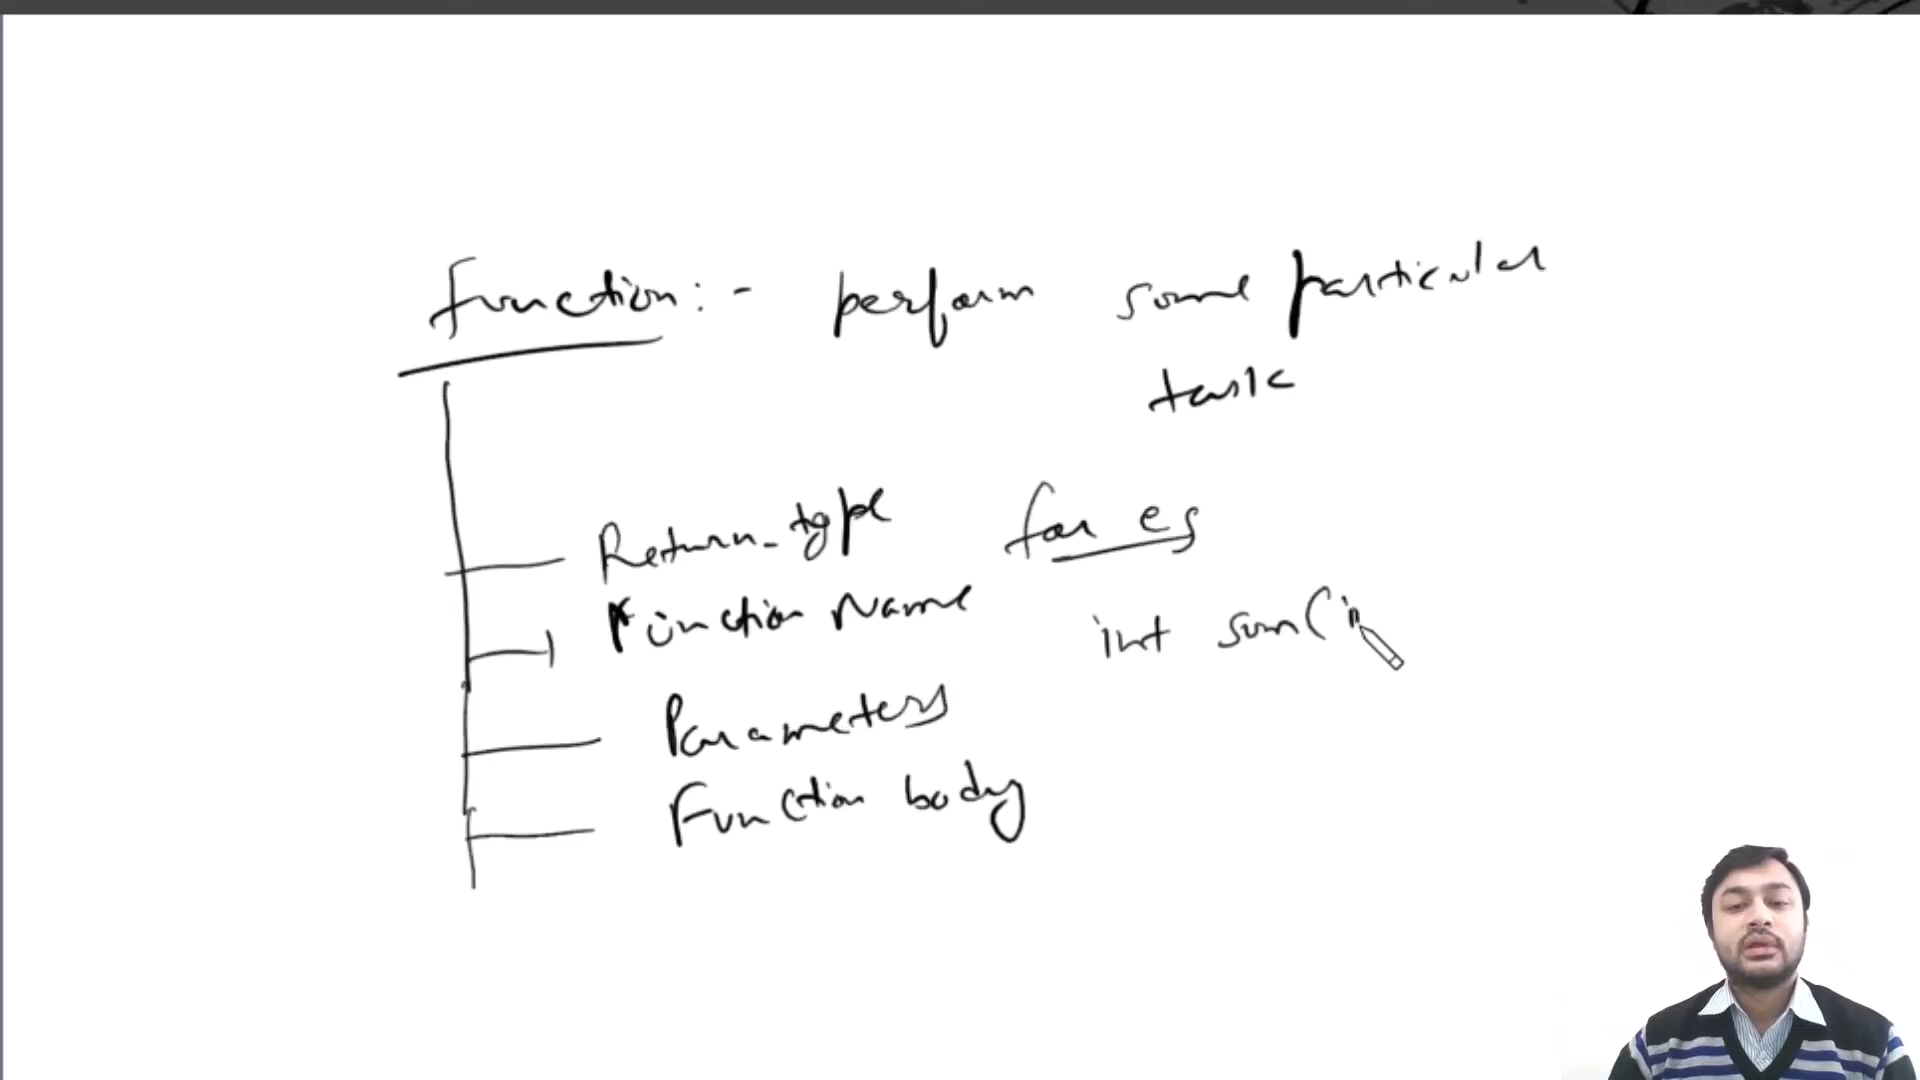 Function:- perform some particular
task
Return-type
for eg
Function Name
int sum(i
Parameters
Function body